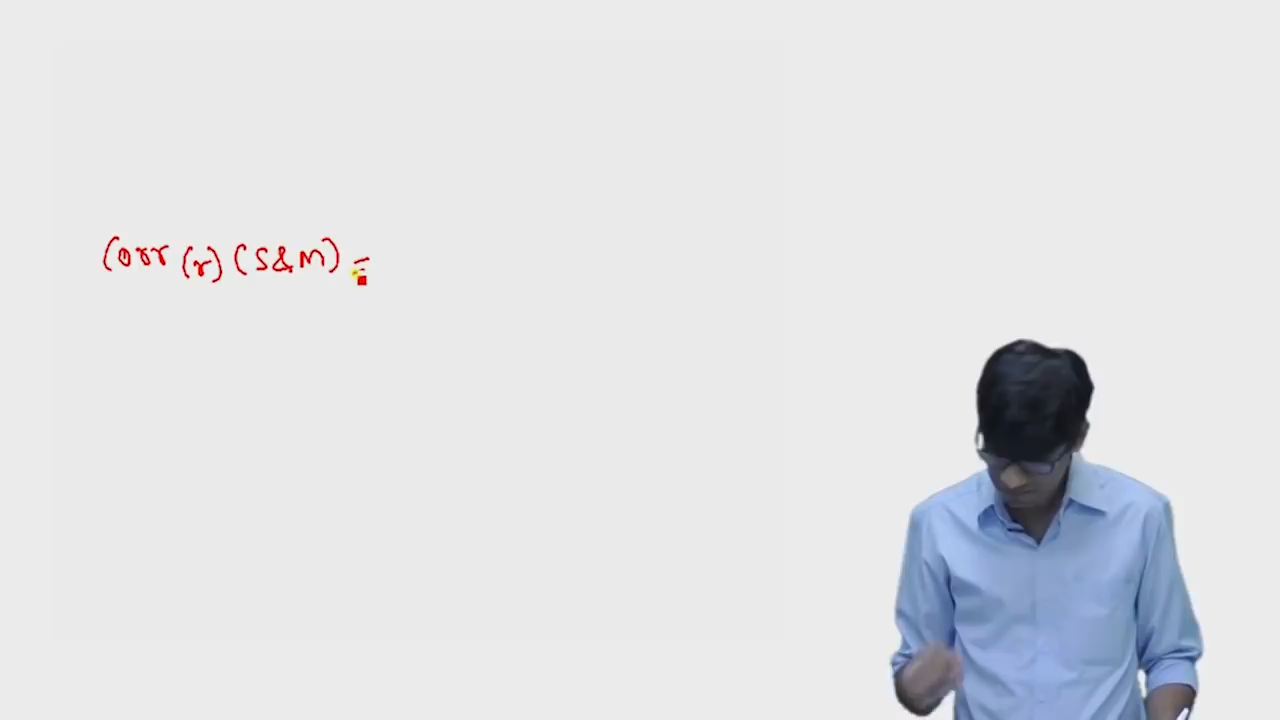 Corr (r) (S&M) =